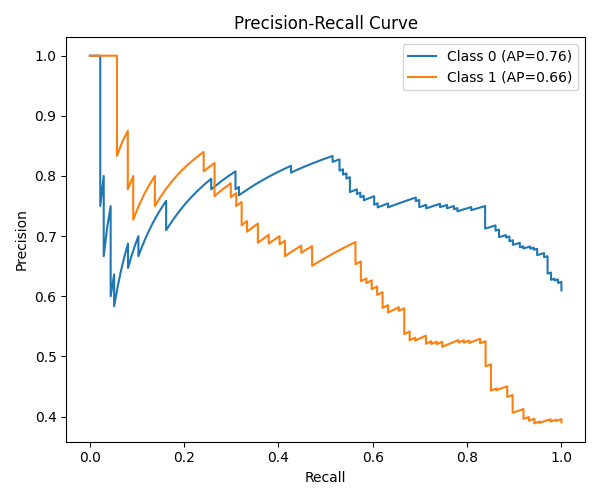 Precision-Recall Curve
Class 0 (AP=0.76)
Class 1 (AP=0.66)
Precision
1.0
0.9
0.8
0.7
0.6
0.5
0.4
0.0 0.2 0.4 0.6 0.8 1.0
Recall